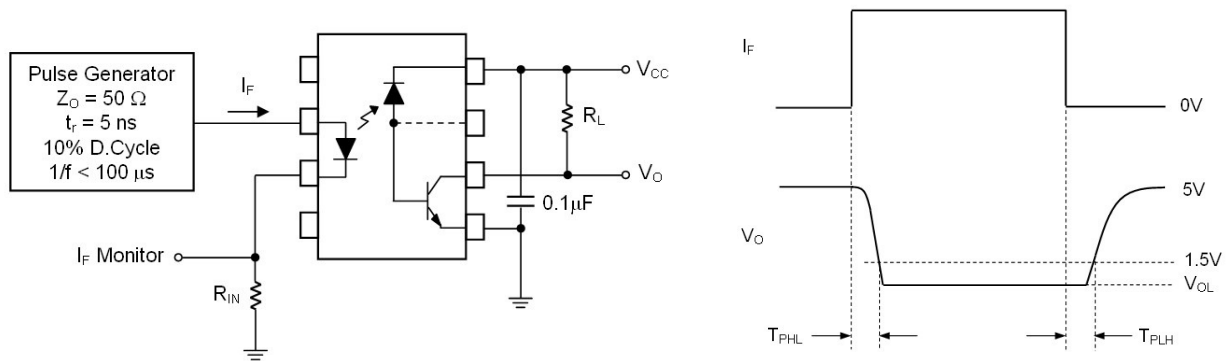 Pulse Generator
Z_O = 50 Ω
t_r = 5 ns
10% D.Cycle
1/f < 100 μs
I_F
I_F Monitor
R_IN
V_CC
R_L
V_O
0.1μF
I_F
0V
5V
V_O
1.5V
V_OL
T_PHL
T_PLH